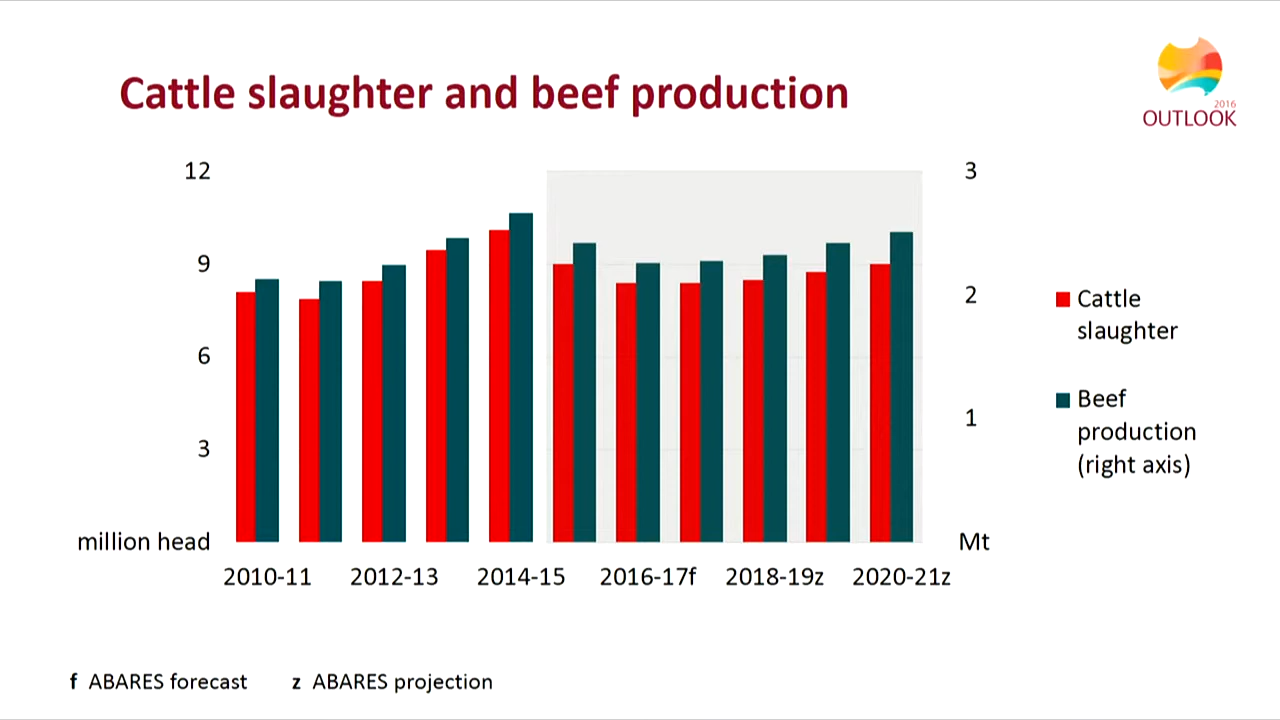 Cattle slaughter and beef production
2016
OUTLOOK
12
9
6
3
million head
3
2
1
Mt
2010-11
2012-13
2014-15
2016-17f
2018-19z
2020-21z
Cattle
slaughter
Beef
production
(right axis)
f ABARES forecast z ABARES projection